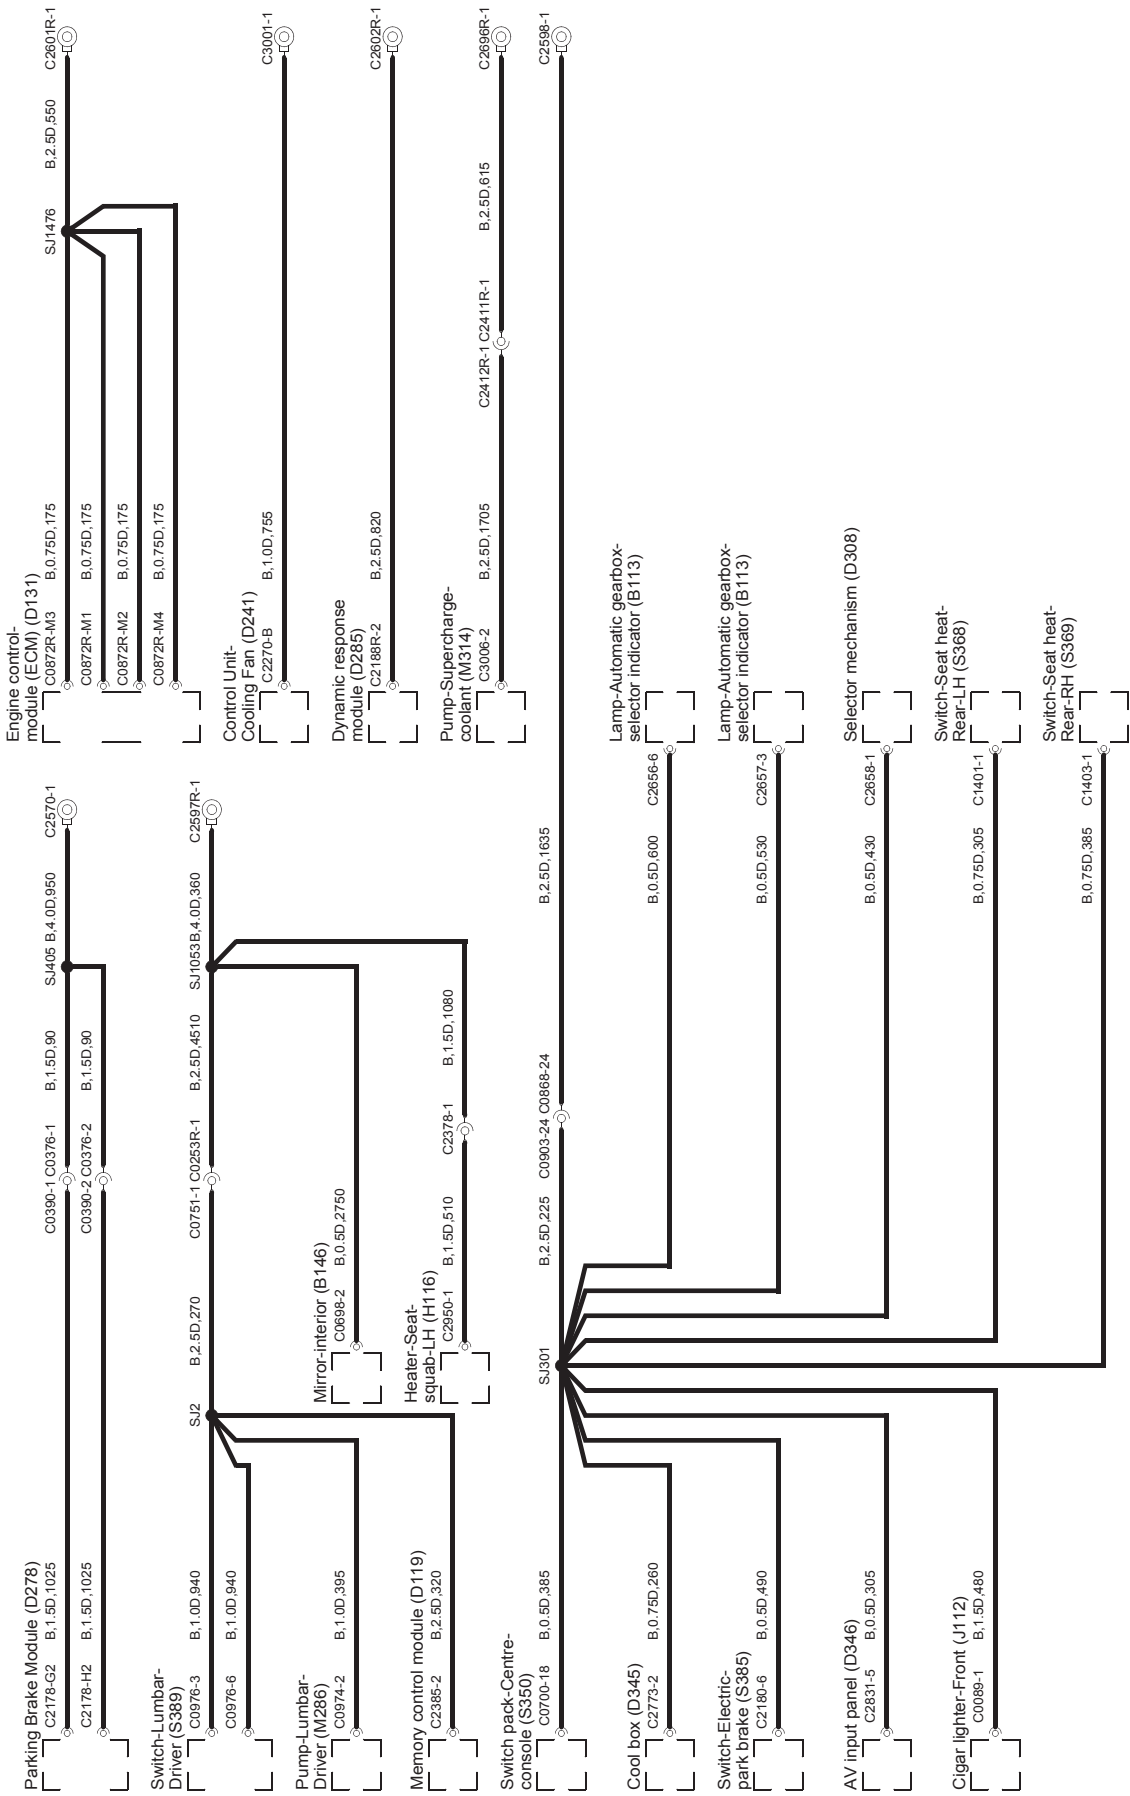 Parking Brake Module (D278)
C2178-G2
B,1.5D,1025
C0390-1
C0376-1
B,1.5D,90
SJ405
B,4.0D,950
C2570-1
C2178-H2
B,1.5D,1025
C0390-2
C0376-2
B,1.5D,90
Switch-Lumbar-
Driver (S389)
C0976-3
B,1.0D,940
SJ2
B,2.5D,270
C0751-1
C0253R-1
B,2.5D,4510
SJ1053
B,4.0D,360
C2597R-1
C0976-6
B,1.0D,940
Pump-Lumbar-
Driver (M286)
C0974-2
B,1.0D,395
Mirror-interior (B146)
C0698-2
B,0.5D,2750
Memory control module (D119)
C2385-2
B,2.5D,320
Heater-Seat-
squab-LH (H116)
C2950-1
B,1.5D,510
C2378-1
B,1.5D,1080
Switch pack-Centre-
console (S350)
C0700-18
B,0.5D,385
SJ301
B,2.5D,225
C0903-24
C0868-24
B,2.5D,1635
C2598-1
Cool box (D345)
C2773-2
B,0.75D,260
Switch-Electric-
park brake (S385)
C2180-6
B,0.5D,490
AV input panel (D346)
C2831-5
B,0.5D,305
Cigar lighter-Front (J112)
C0089-1
B,1.5D,480
Engine control-
module (ECM) (D131)
C0872R-M3
B,0.75D,175
SJ1476
B,2.5D,550
C2601R-1
C0872R-M1
B,0.75D,175
C0872R-M2
B,0.75D,175
C0872R-M4
B,0.75D,175
Control Unit-
Cooling Fan (D241)
C2270-B
B,1.0D,755
C3001-1
Dynamic response
module (D285)
C2188R-2
B,2.5D,820
C2602R-1
Pump-Supercharge-
coolant (M314)
C3006-2
B,2.5D,1705
C2412R-1
C2411R-1
B,2.5D,615
C2696R-1
Lamp-Automatic gearbox-
selector indicator (B113)
C2656-6
B,0.5D,600
Lamp-Automatic gearbox-
selector indicator (B113)
C2657-3
B,0.5D,530
Selector mechanism (D308)
C2658-1
B,0.5D,430
Switch-Seat heat-
Rear-LH (S368)
C1401-1
B,0.75D,305
Switch-Seat heat-
Rear-RH (S369)
C1403-1
B,0.75D,385